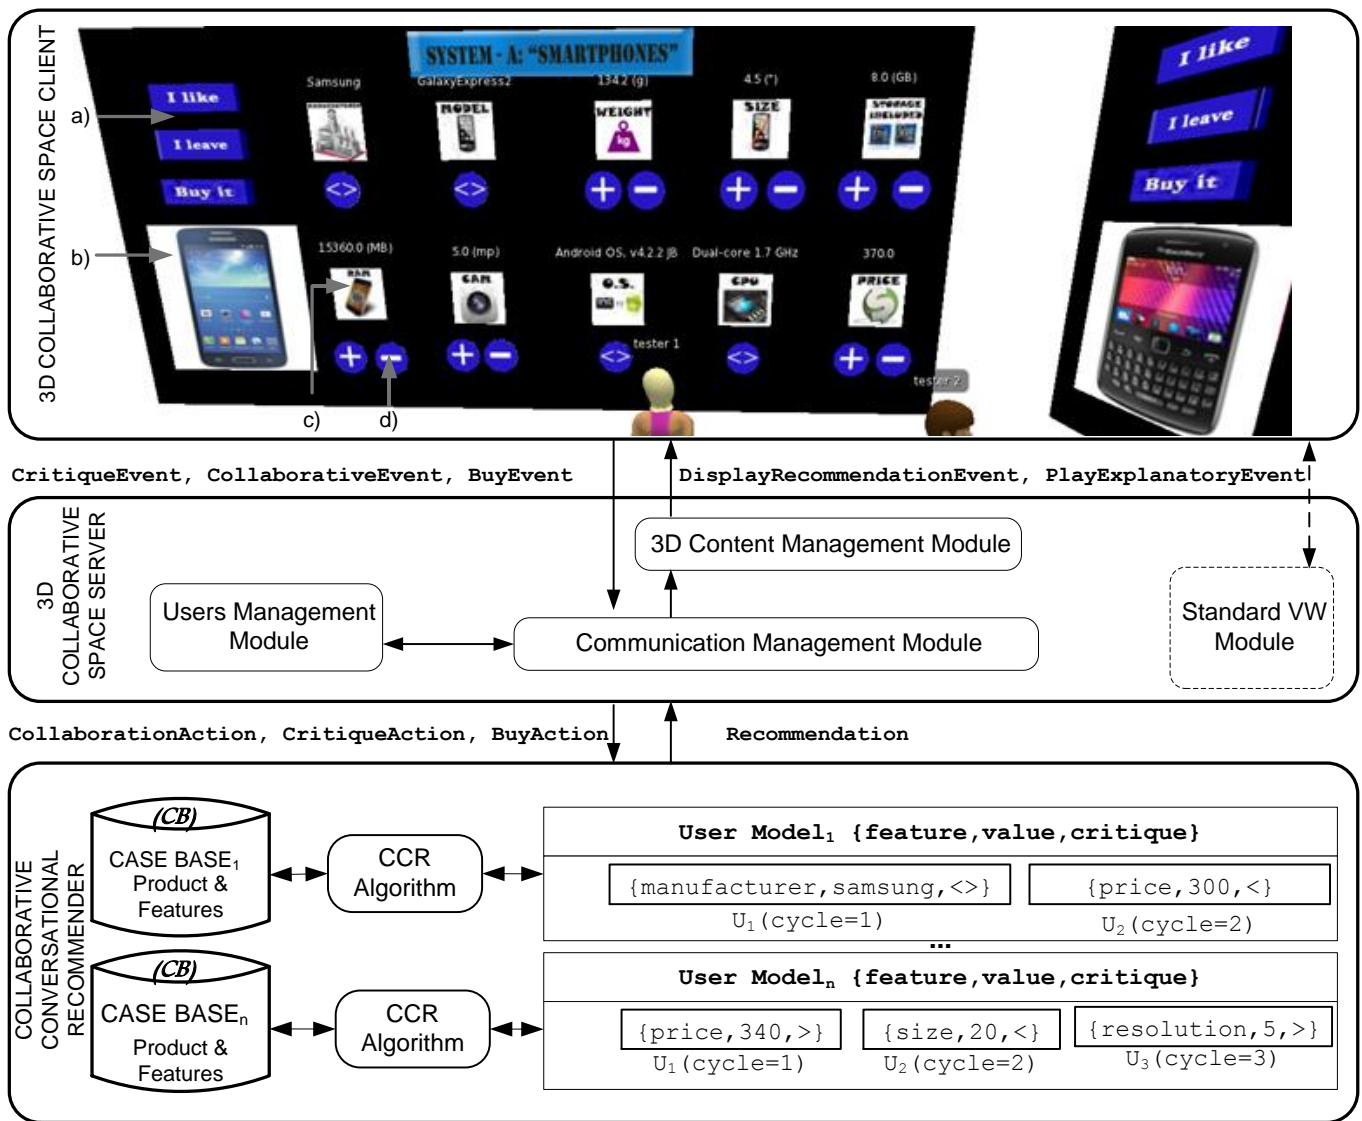 3D COLLABORATIVE SPACE CLIENT
SYSTEM - A: "SMARTPHONES"
I like
I leave
Buy it
a)
b)
c)
d)
Samsung
GalaxyExpress2
134.2 (g)
4.5 (")
8.0 (GB)
MODEL
WEIGHT
kg
SIZE
STORAGE
INCLUDED
<>
<>
+ -
+ -
+ -
15360.0 (MB)
5.0 (mp)
Android OS, v4.2.2 JB
Dual-core 1.7 GHz
370.0
RAM
CAM
O.S.
CPU
PRICE
+ -
+ -
<>
<>
+ -
tester 1
tester 2
I like
I leave
Buy it
CritiqueEvent, CollaborativeEvent, BuyEvent
DisplayRecommendationEvent, PlayExplanatoryEvent
3D
COLLABORATIVE
SPACE SERVER
3D Content Management Module
Users Management
Module
Communication Management Module
Standard VW
Module
CollaborationAction, CritiqueAction, BuyAction
Recommendation
COLLABORATIVE
CONVERSATIONAL
RECOMMENDER
(CB)
CASE BASE1
Product &
Features
CCR
Algorithm
User Model1 {feature,value,critique}
{manufacturer,samsung,<>}
{price,300,<}
U1(cycle=1)
U2(cycle=2)
...
(CB)
CASE BASEn
Product &
Features
CCR
Algorithm
User Modeln {feature,value,critique}
{price,340,>}
{size,20,<}
{resolution,5,>}
U1(cycle=1)
U2(cycle=2)
U3(cycle=3)